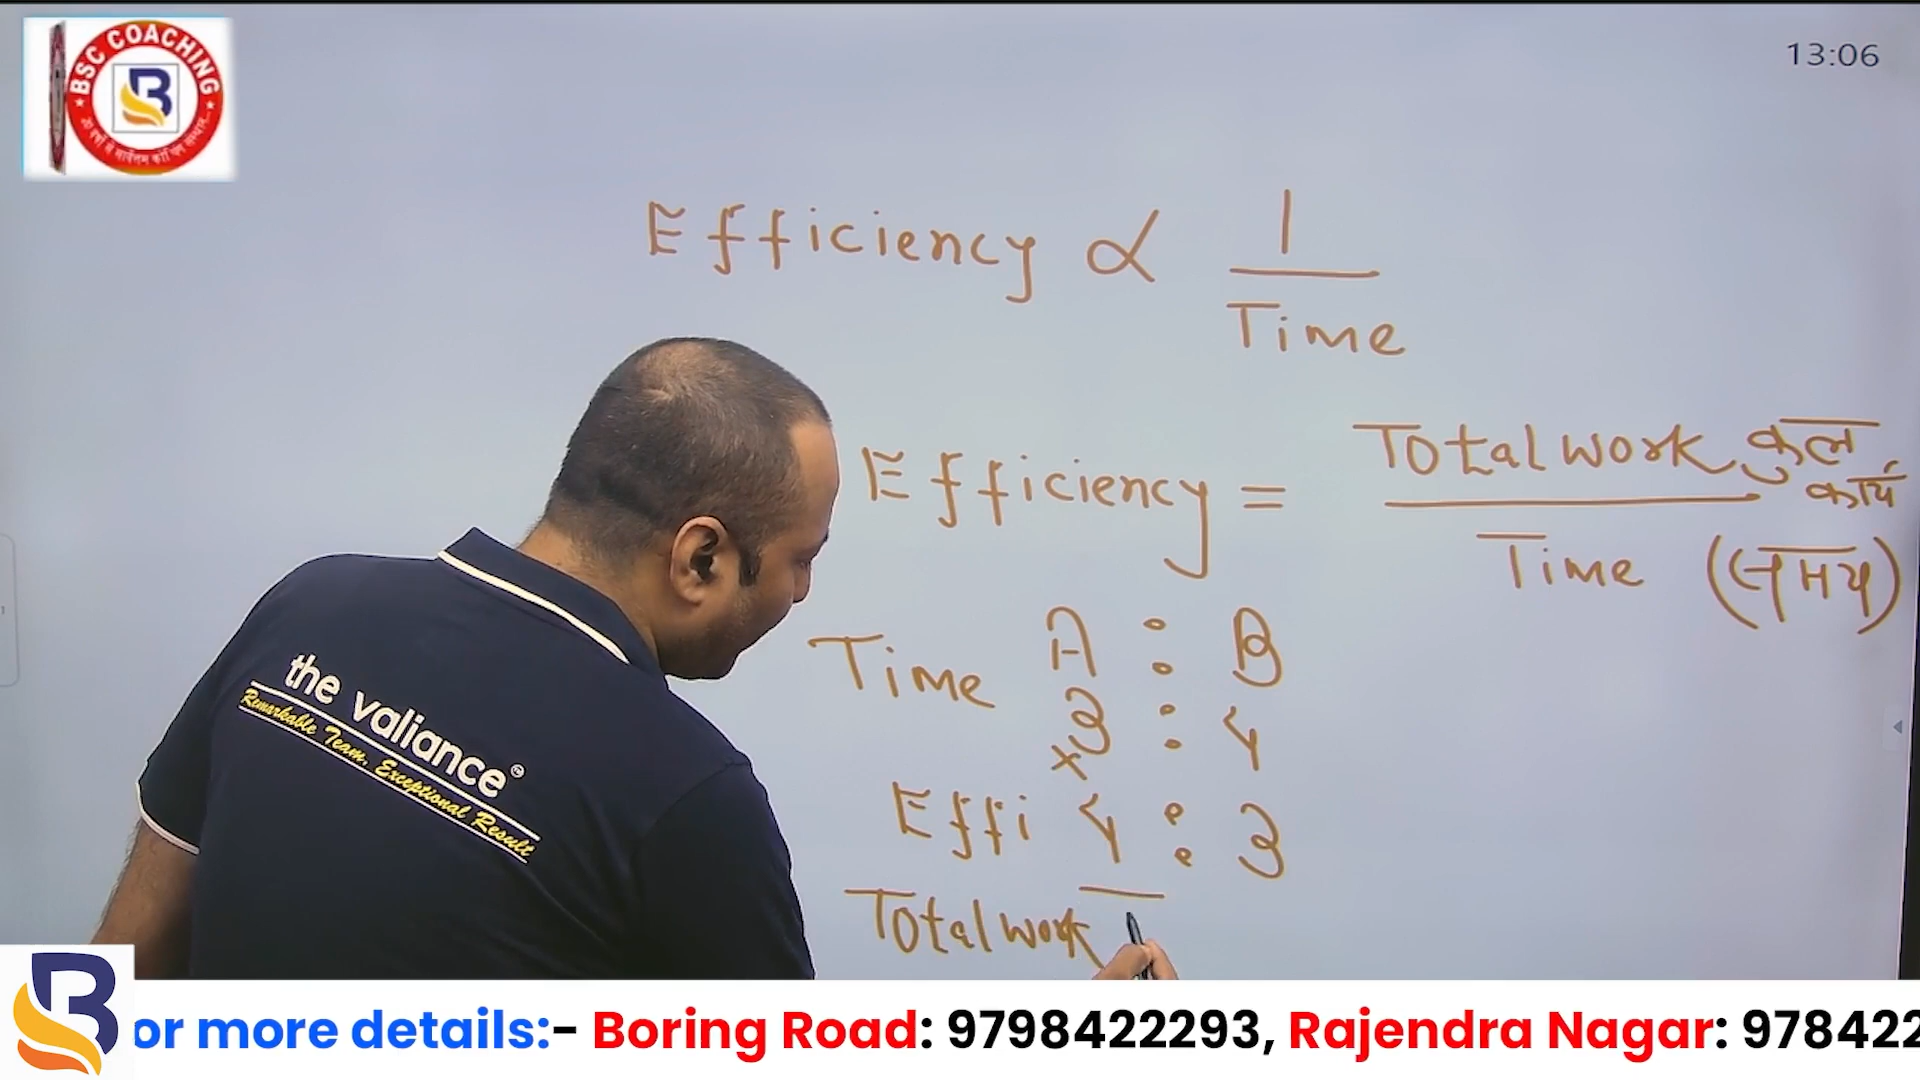 BSC COACHING
13:06
Efficiency ∝ 1
Time
Efficiency = Total work कुल
कार्य
Time (समय)
Time A : B
3 : 4
×
Effi 4 : 3
Total work
the valiance
Remarkable Team, Exceptional Result
or more details:- Boring Road: 9798422293, Rajendra Nagar: 978422